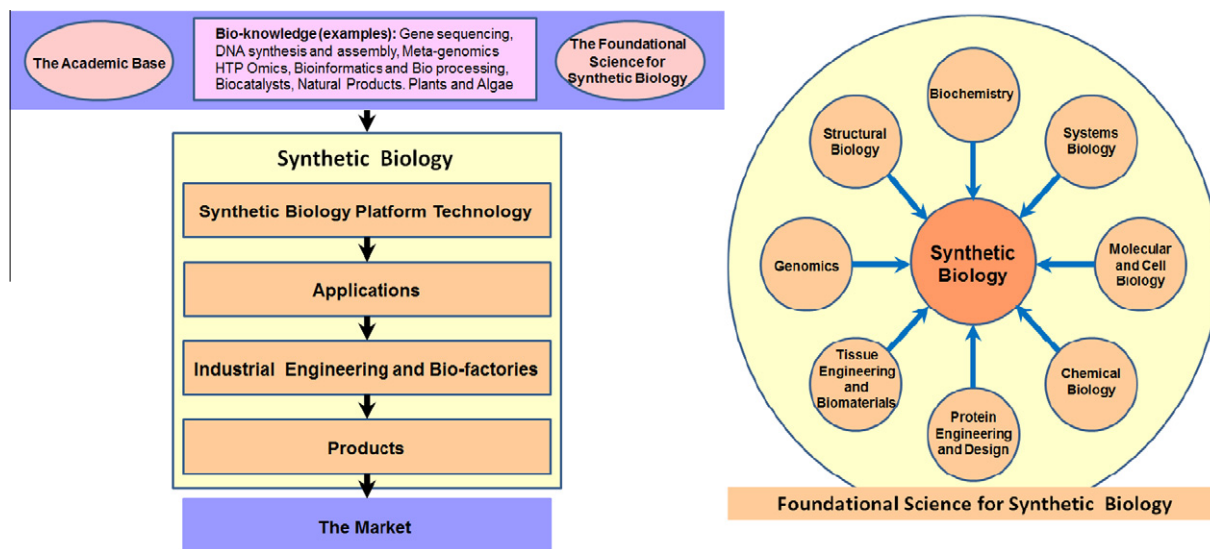 The Academic Base
Bio-knowledge (examples): Gene sequencing,
DNA synthesis and assembly, Meta-genomics
HTP Omics, Bioinformatics and Bio processing,
Biocatalysts, Natural Products. Plants and Algae
The Foundational
Science for
Synthetic Biology
Synthetic Biology
Synthetic Biology Platform Technology
Applications
Industrial Engineering and Bio-factories
Products
The Market
Biochemistry
Structural
Biology
Systems
Biology
Genomics
Synthetic
Biology
Molecular
and Cell
Biology
Tissue
Engineering
and
Biomaterials
Chemical
Biology
Protein
Engineering
and Design
Foundational Science for Synthetic Biology